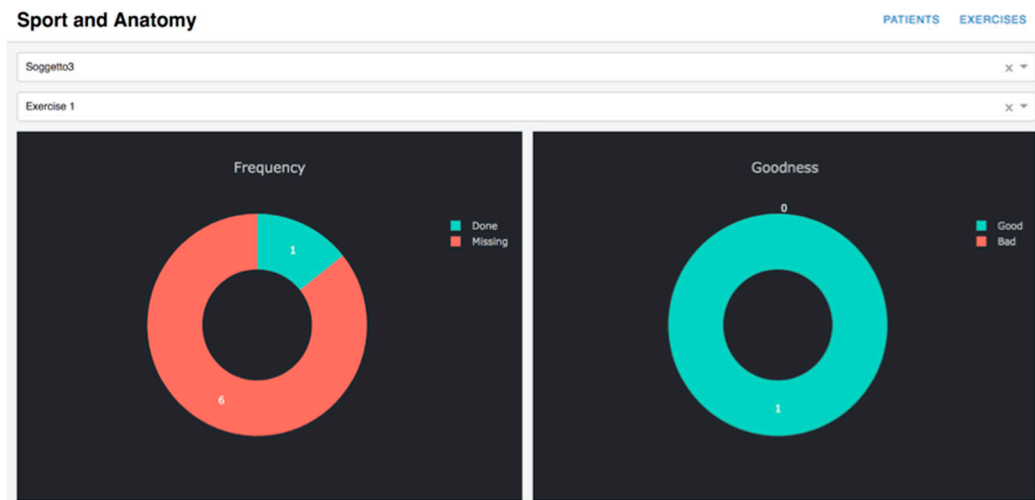 Sport and Anatomy
PATIENTS EXERCISES
Soggetto3
Exercise 1
Frequency
Done
Missing
1
6
Goodness
0
Good
Bad
1